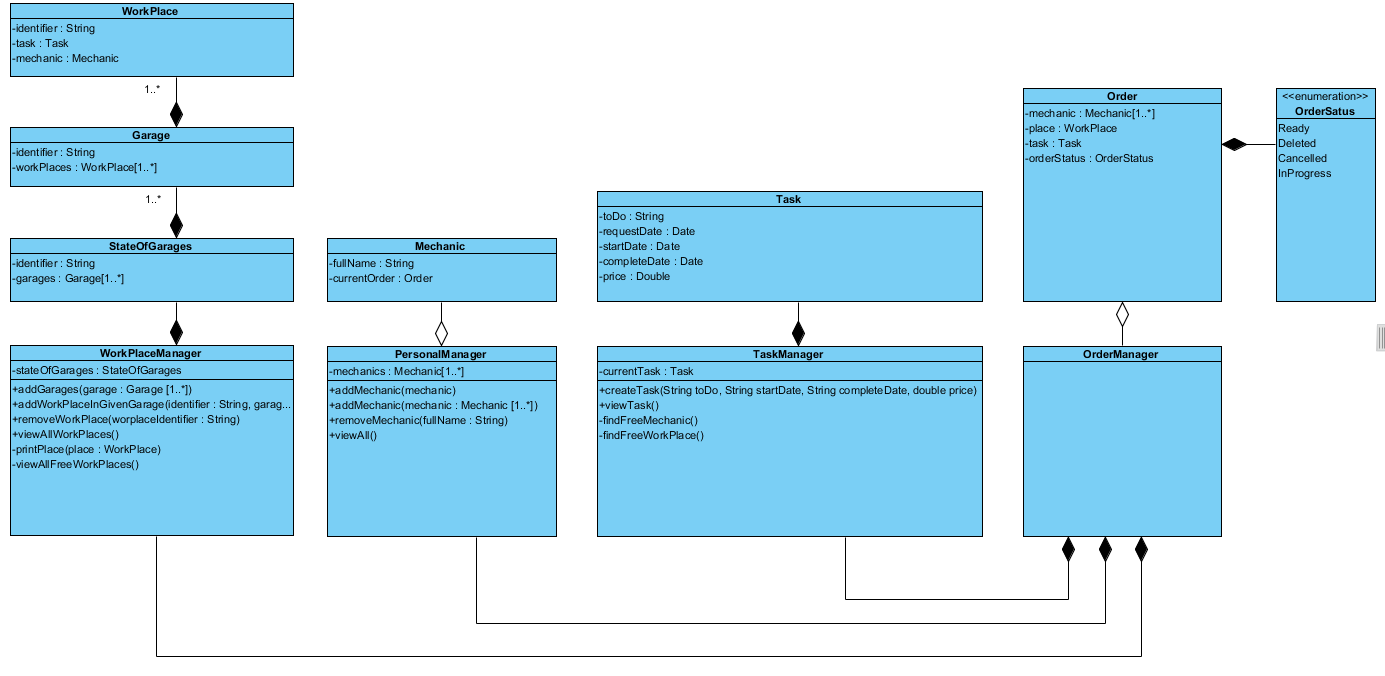 WorkPlace
-identifier : String
-task : Task
-mechanic : Mechanic
1..*
Garage
-identifier : String
-workPlaces : WorkPlace[1..*]
1..*
StateOfGarages
-identifier : String
-garages : Garage[1..*]
WorkPlaceManager
-stateOfGarages : StateOfGarages
+addGarages(garage : Garage [1..*])
+addWorkPlaceInGivenGarage(identifier : String, garag...
+removeWorkPlace(worplaceIdentifier : String)
+viewAllWorkPlaces()
-printPlace(place : WorkPlace)
-viewAllFreeWorkPlaces()
Mechanic
-fullName : String
-currentOrder : Order
PersonalManager
-mechanics : Mechanic[1..*]
+addMechanic(mechanic)
+addMechanic(mechanic : Mechanic [1..*])
+removeMechanic(fullName : String)
+viewAll()
Task
-toDo : String
-requestDate : Date
-startDate : Date
-completeDate : Date
-price : Double
TaskManager
-currentTask : Task
+createTask(String toDo, String startDate, String completeDate, double price)
+viewTask()
-findFreeMechanic()
-findFreeWorkPlace()
Order
-mechanic : Mechanic[1..*]
-place : WorkPlace
-task : Task
-orderStatus : OrderStatus
OrderManager
<<enumeration>>
OrderSatus
Ready
Deleted
Cancelled
InProgress